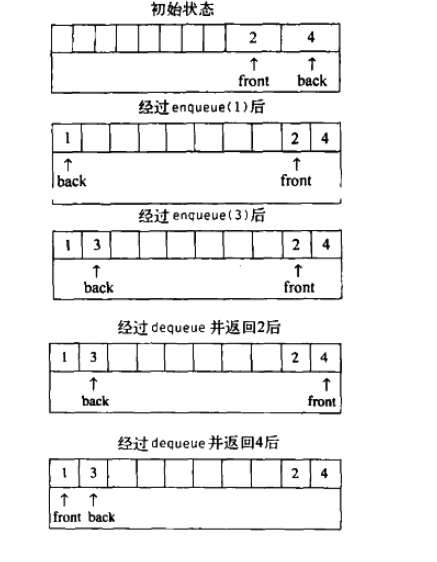 初始状态
2 4
↑ ↑
front back
经过enqueue(1)后
1 2 4
↑ ↑
back front
经过enqueue(3)后
1 3 2 4
↑ ↑
back front
经过dequeue并返回2后
1 3 2 4
↑ ↑
back front
经过dequeue并返回4后
1 3 2 4
↑ ↑
front back